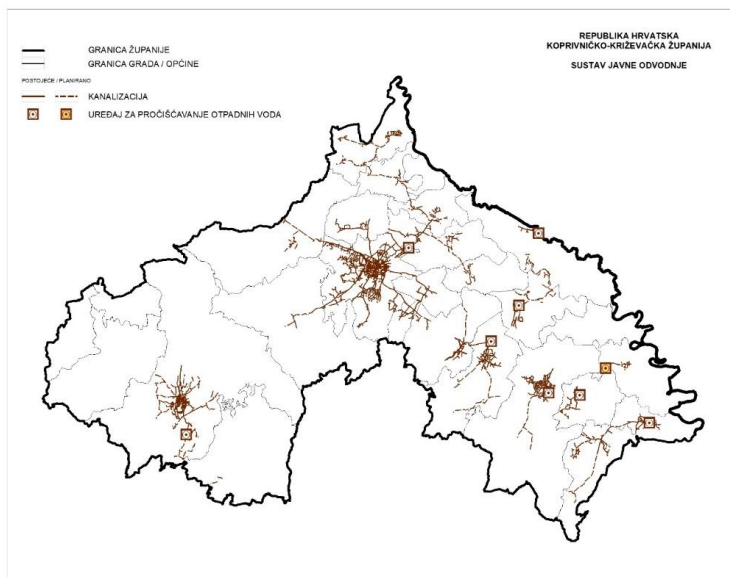 REPUBLIKA HRVATSKA
KOPRIVNIČKO-KRIŽEVAČKA ŽUPANIJA
SUSTAV JAVNE ODVODNJE
GRANICA ŽUPANIJE
GRANICA GRADA / OPĆINE
POSTOJEĆE / PLANIRANO
KANALIZACIJA
UREĐAJ ZA PROČIŠĆAVANJE OTPADNIH VODA